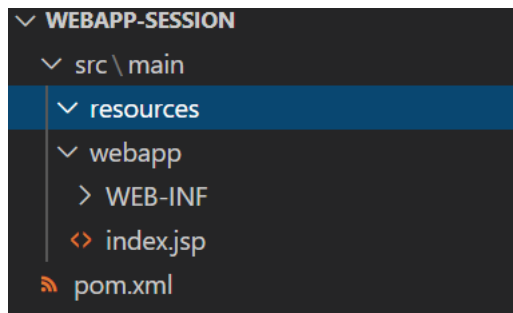 WEBAPP-SESSION
src\main
resources
webapp
WEB-INF
index.jsp
pom.xml